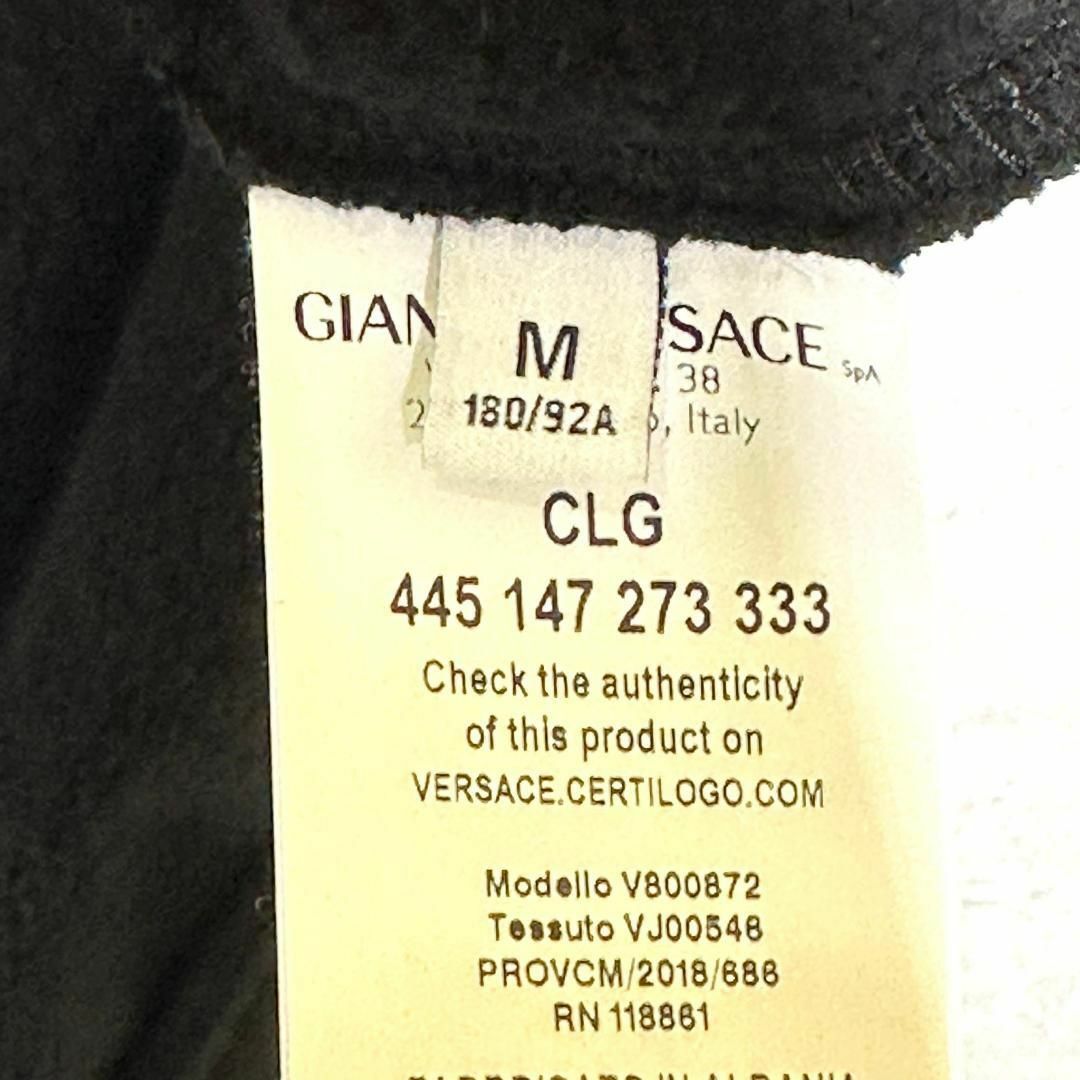 GIAN SACE SpA
M
38
180/92A
, Italy
CLG
445 147 273 333
Check the authenticity
of this product on
VERSACE.CERTILOGO.COM
Modello V800872
Tessuto VJ00548
PROVCM/2018/686
RN 118861